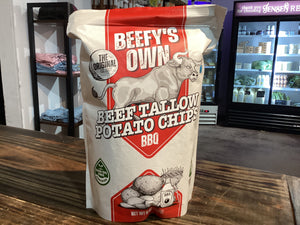 BEEFY'S
OWN
THE
ORIGINAL
BEEF TALLOW
POTATO CHIPS
BBQ